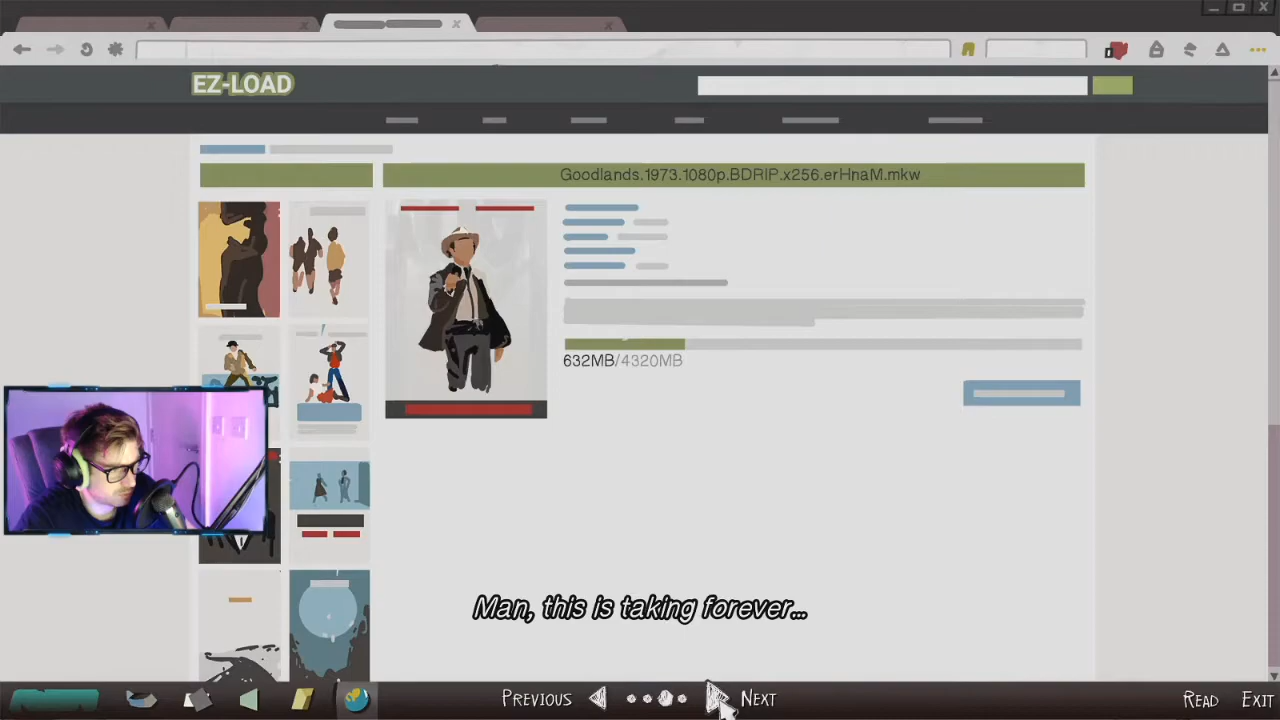 EZ-LOAD
Goodlands.1973.1080p.BDRIP.x256.erHnaM.mkw
632MB/4320MB
Man, this is taking forever...
PREVIOUS
NEXT
READ
EXIT